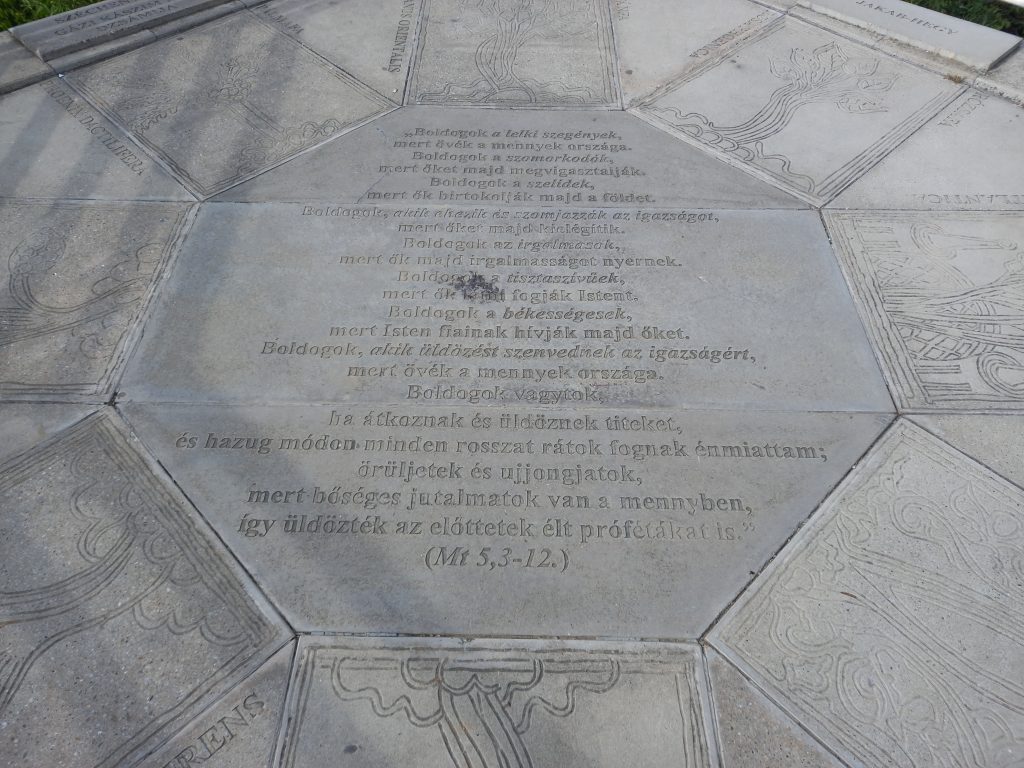 GÁZI
ORIENTALIS
JAKAB-HEGY
DACTILIFERA
„Boldogok a lelki szegények,
mert övék a mennyek országa.
Boldogok a szomorkodók,
mert őket majd megvigasztalják.
Boldogok a szelídek,
mert ők birtokolják majd a földet.
Boldogok, akik éhezik és szomjazzák az igazságot,
mert őket majd kielégítik.
Boldogok az irgalmasok,
mert ők majd irgalmasságot nyernek.
Boldogok a tisztaszívűek,
mert ők fogják Istent.
Boldogok a békességesek,
mert Isten fiainak hívják majd őket.
Boldogok, akik üldözést szenvednek az igazságért,
mert övék a mennyek országa.
Boldogok vagytok,
ha átkoznak és üldöznek titeket,
és hazug módon minden rosszat rátok fognak énmiattam;
örüljetek és ujjongjatok,
mert bőséges jutalmatok van a mennyben,
így üldözték az előttetek élt prófétákat is.”
(Mt 5,3-12.)